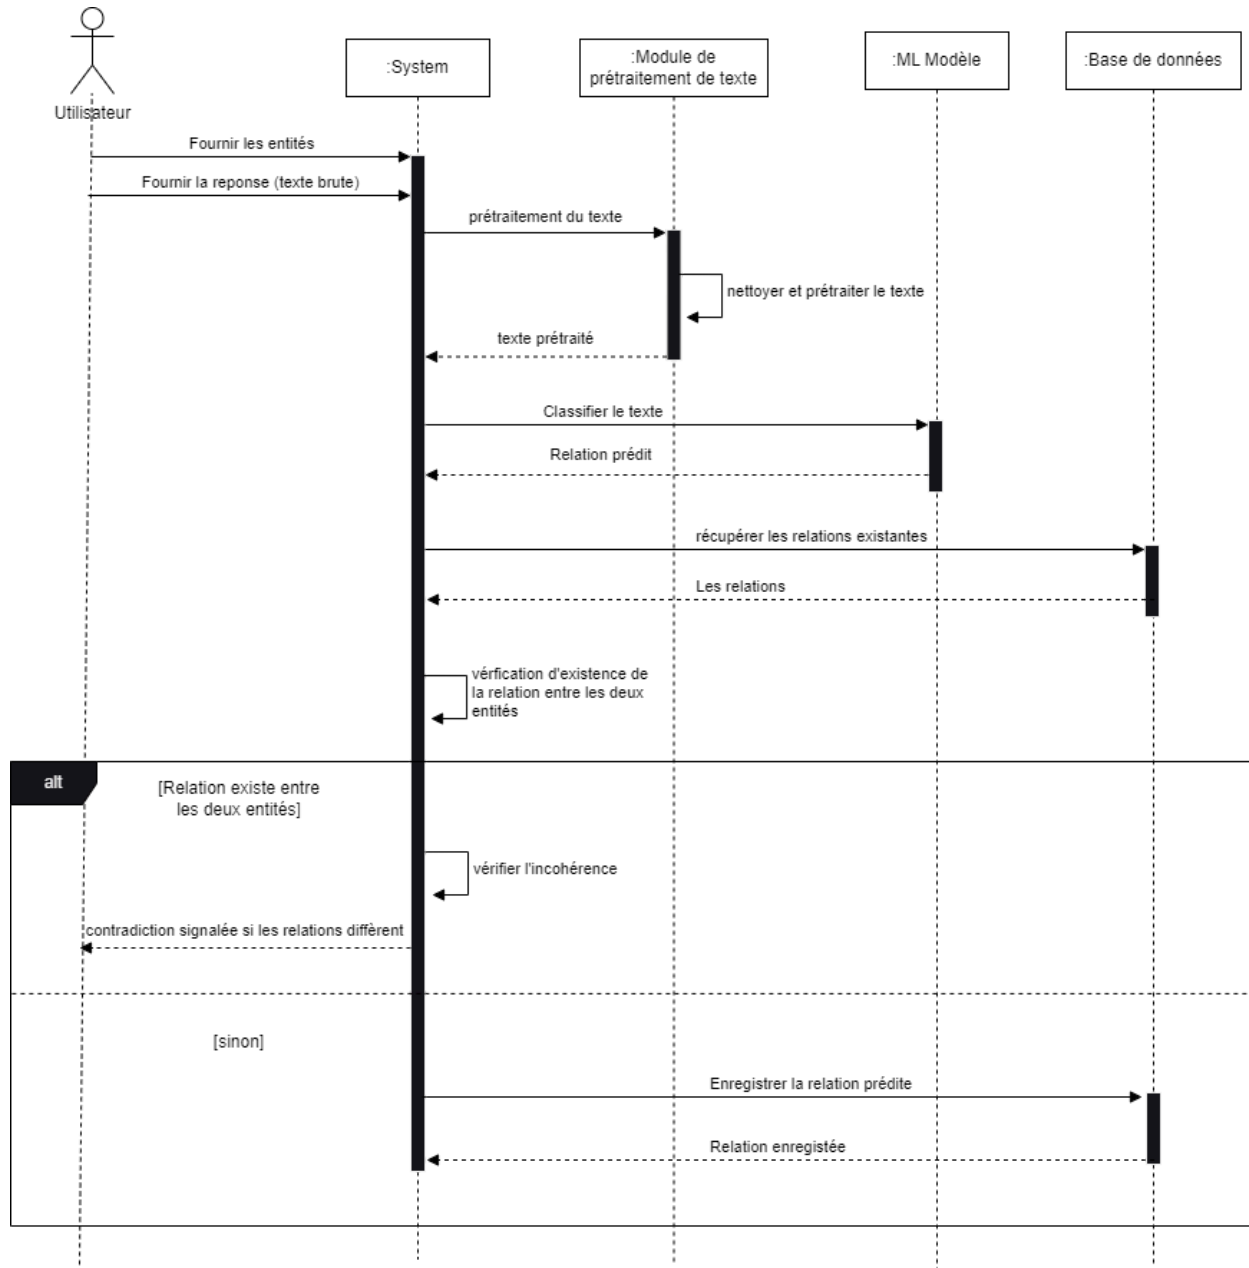 Utilisateur
:System
:Module de
prétraitement de texte
:ML Modèle
:Base de données
Fournir les entités
Fournir la reponse (texte brute)
prétraitement du texte
nettoyer et prétraiter le texte
texte prétraité
Classifier le texte
Relation prédit
récupérer les relations existantes
Les relations
vérfication d'existence de
la relation entre les deux
entités
alt
[Relation existe entre
les deux entités]
vérifier l'incohérence
contradiction signalée si les relations diffèrent
[sinon]
Enregistrer la relation prédite
Relation enregistée